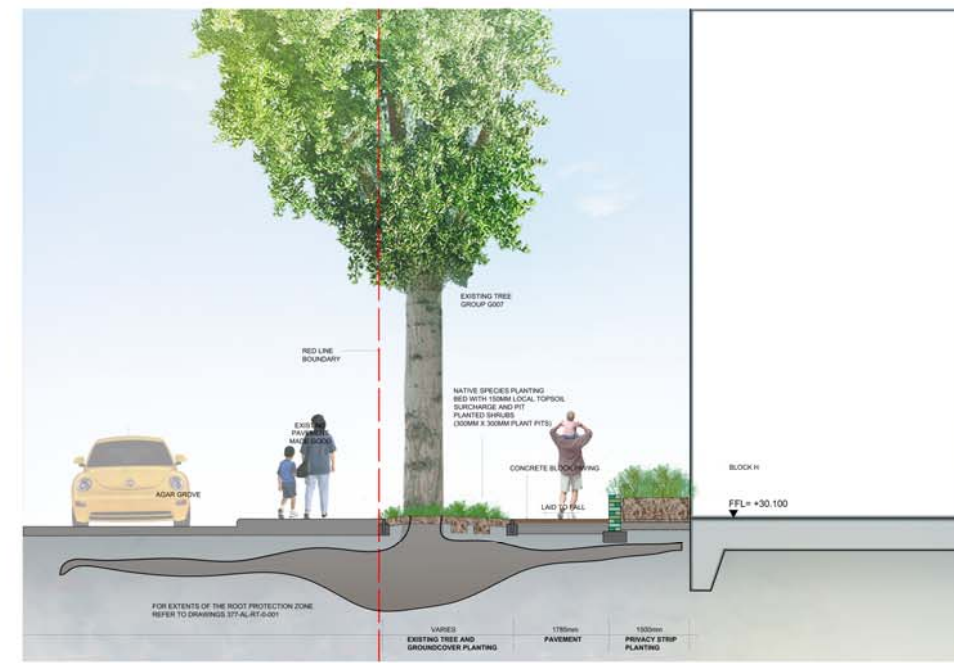 EXISTING TREE
GROUP G007
RED LINE
BOUNDARY
NATIVE SPECIES PLANTING
BED WITH 150MM LOCAL TOPSOIL
SURCHARGE AND PIT
PLANTED SHRUBS
(300MM X 300MM PLANT PITS)
EXISTING
PAVEMENT
MADE GOOD
CONCRETE BLOCK PAVING
BLOCK H
AGAR GROVE
LAID TO FALL
FFL= +30.100
FOR EXTENTS OF THE ROOT PROTECTION ZONE
REFER TO DRAWINGS 377-AL-RT-0-001
VARIES
EXISTING TREE AND
GROUNDCOVER PLANTING
1785mm
PAVEMENT
1500mm
PRIVACY STRIP
PLANTING